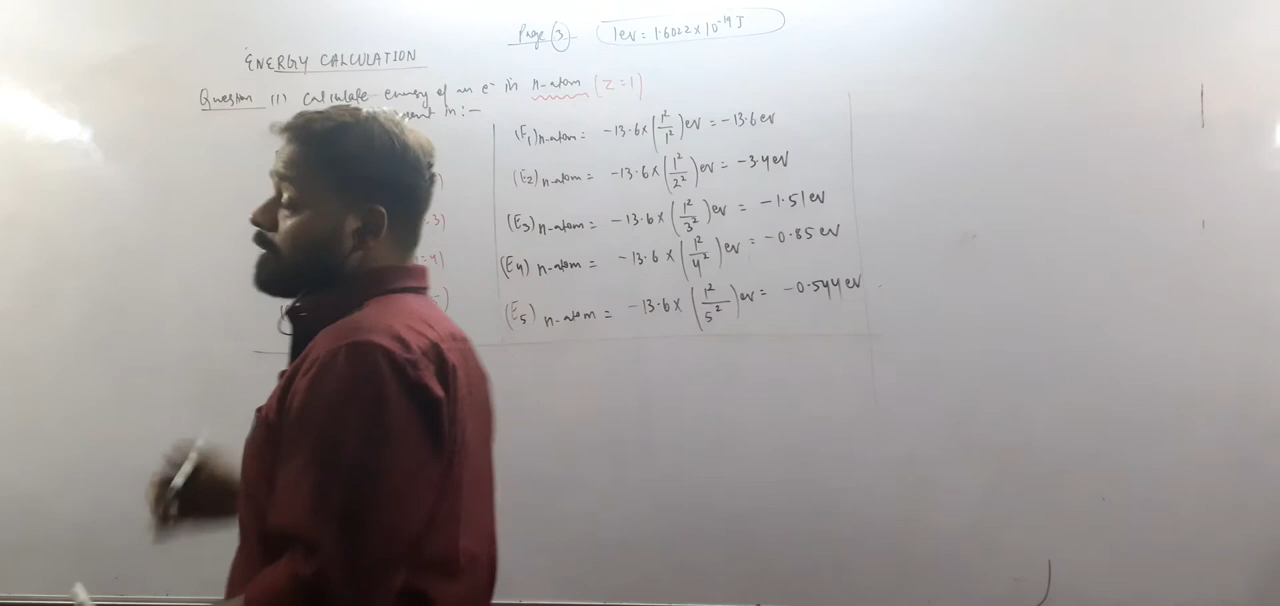 Page 3 1ev = 1.6022 x 10⁻¹⁹ J
ENERGY CALCULATION
Question (1) Calculate energy of an e⁻ in H-atom (Z=1)
in :-
(E₁) H-atom = -13.6 x (1²/1²) ev = -13.6 ev
(E₂) H-atom = -13.6 x (1²/2²) ev = -3.4 ev
(E₃) H-atom = -13.6 x (1²/3²) ev = -1.51 ev
(E₄) H-atom = -13.6 x (1²/4²) ev = -0.85 ev
(E₅) H-atom = -13.6 x (1²/5²) ev = -0.544 ev